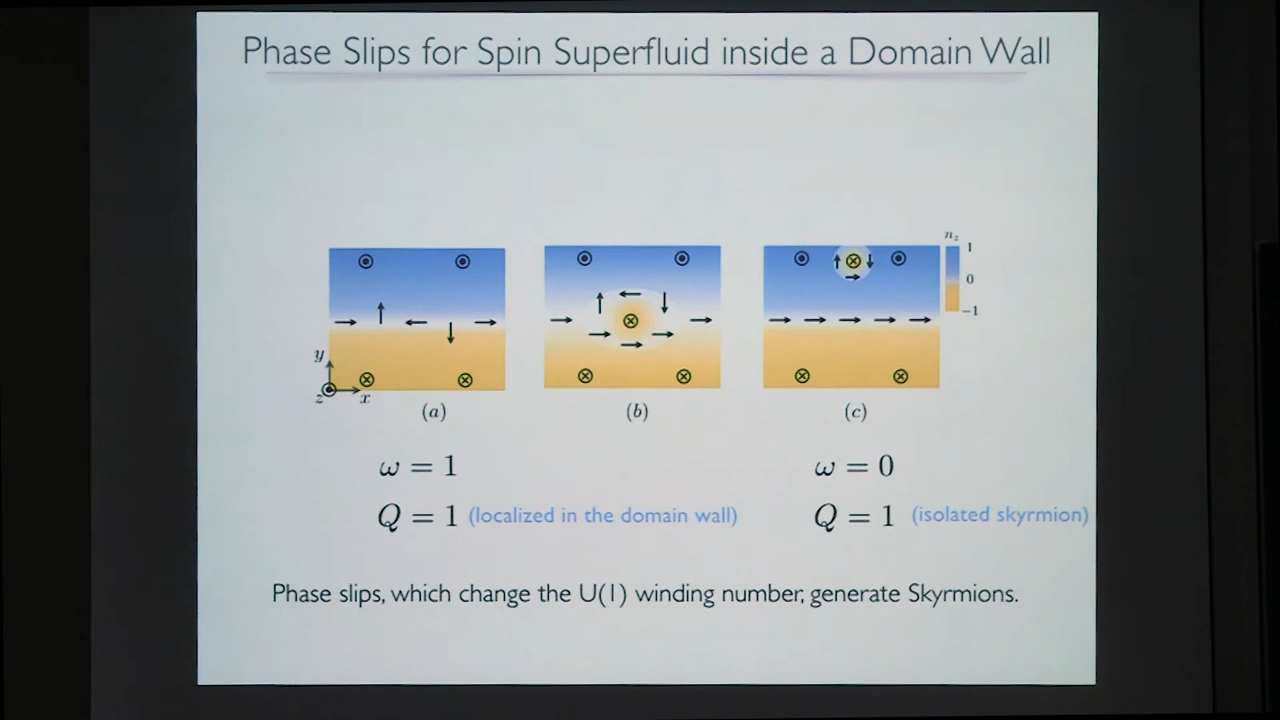 Phase Slips for Spin Superfluid inside a Domain Wall
n_z
1
0
−1
y
z
x
(a)
(b)
(c)
ω = 1
ω = 0
Q = 1 (localized in the domain wall)
Q = 1 (isolated skyrmion)
Phase slips, which change the U(1) winding number, generate Skyrmions.